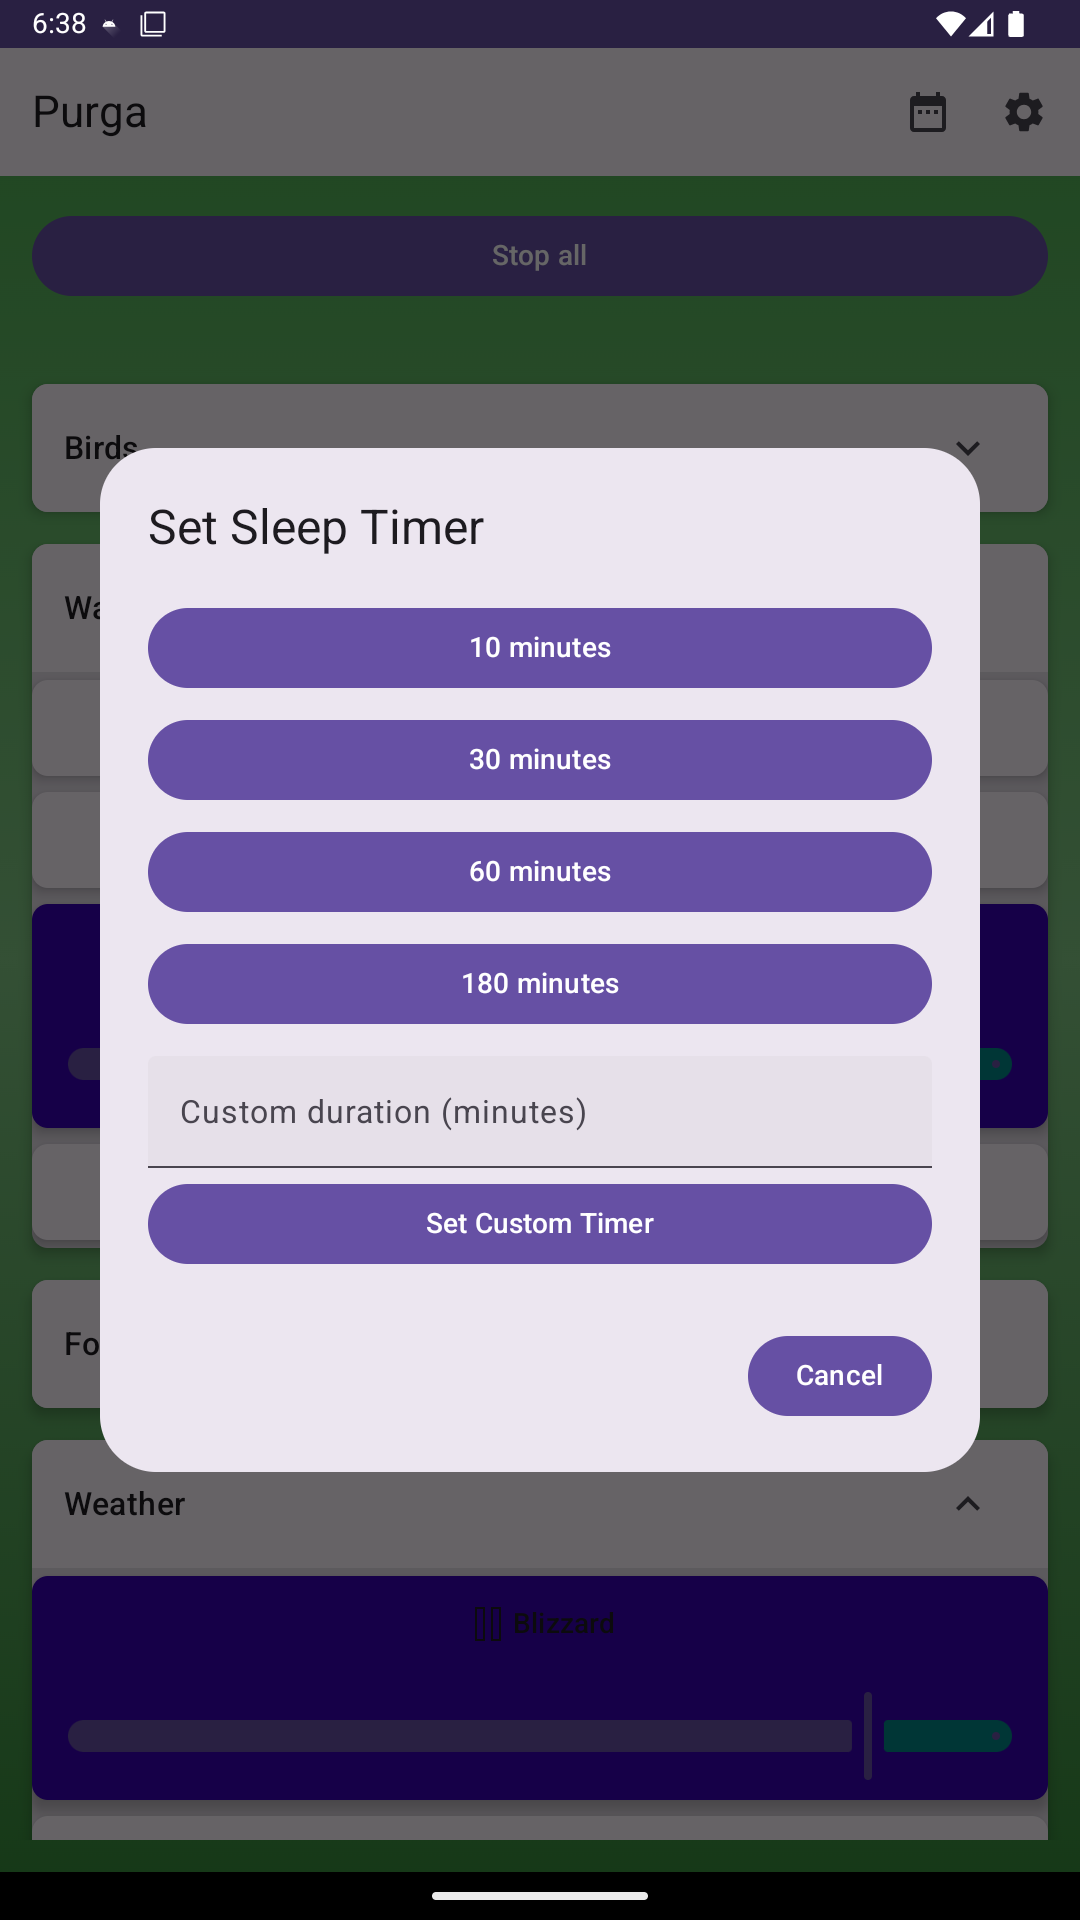 6:38
Purga
Stop all
Birds
Set Sleep Timer
Wa
10 minutes
30 minutes
60 minutes
180 minutes
Custom duration (minutes)
Set Custom Timer
Fo
Cancel
Weather
Blizzard